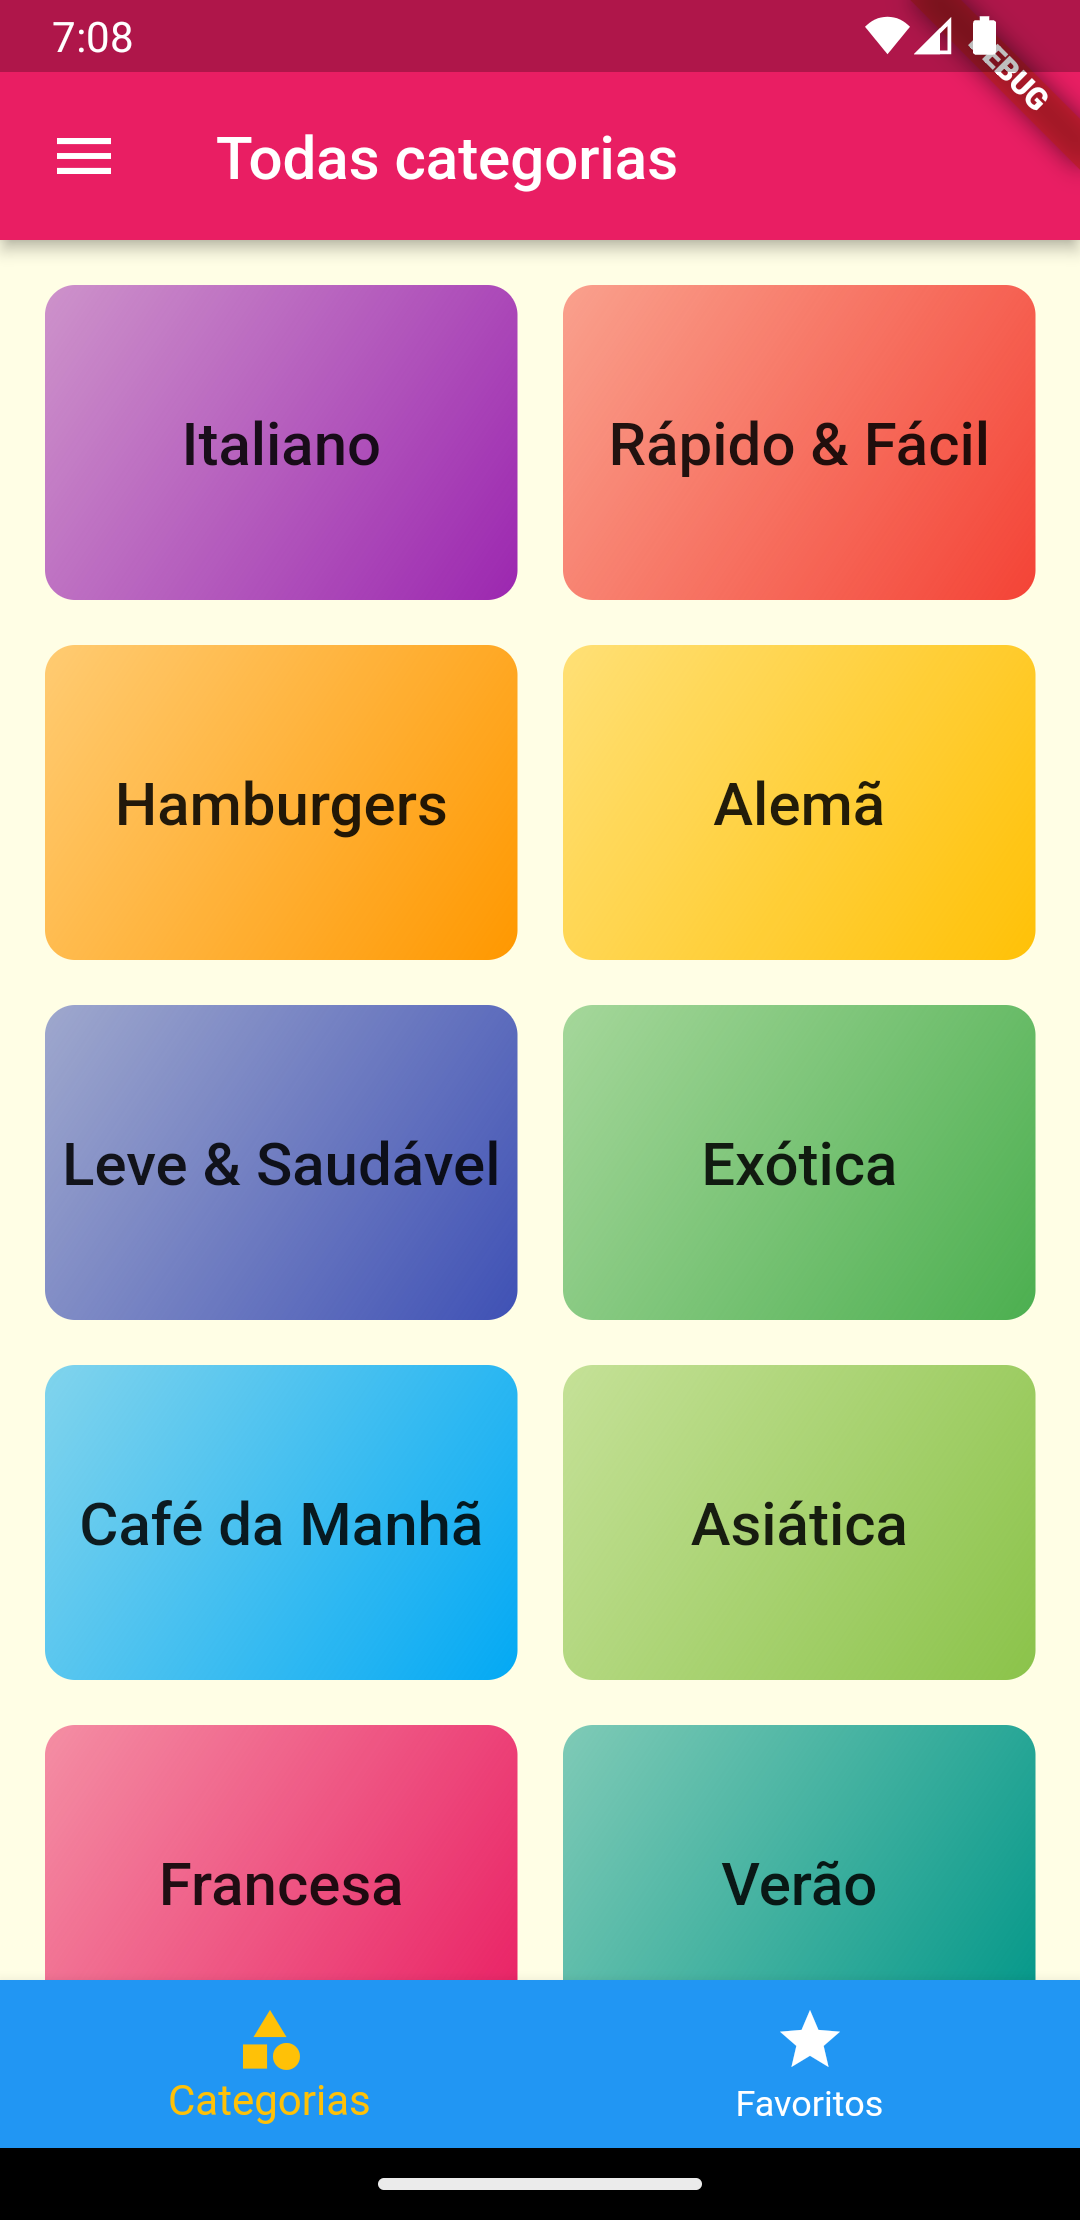 7:08
DEBUG
Todas categorias
Italiano
Rápido & Fácil
Hamburgers
Alemã
Leve & Saudável
Exótica
Café da Manhã
Asiática
Francesa
Verão
Categorias
Favoritos